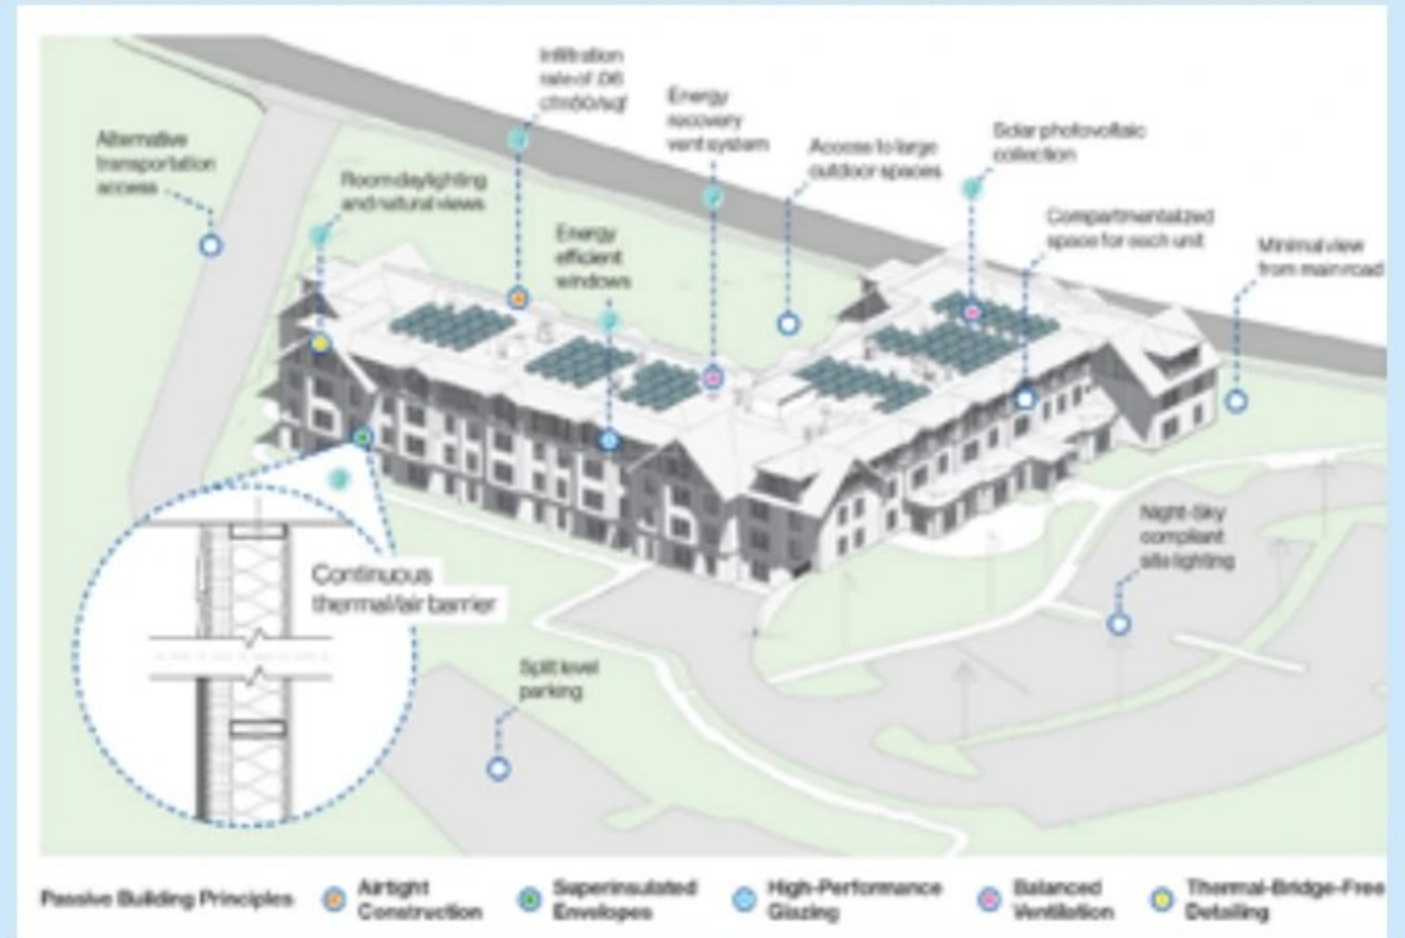 Infiltration
rate of .06
cfm50/sqf
Energy
recovery
vent system
Alternative
transportation
access
Access to large
outdoor spaces
Solar photovoltaic
collection
Room daylighting
and natural views
Energy
efficient
windows
Compartmentalized
space for each unit
Minimal view
from main road
Night-Sky
compliant
site lighting
Continuous
thermal/air barrier
Split level
parking
Passive Building Principles
Airtight
Construction
Superinsulated
Envelopes
High-Performance
Glazing
Balanced
Ventilation
Thermal-Bridge-Free
Detailing